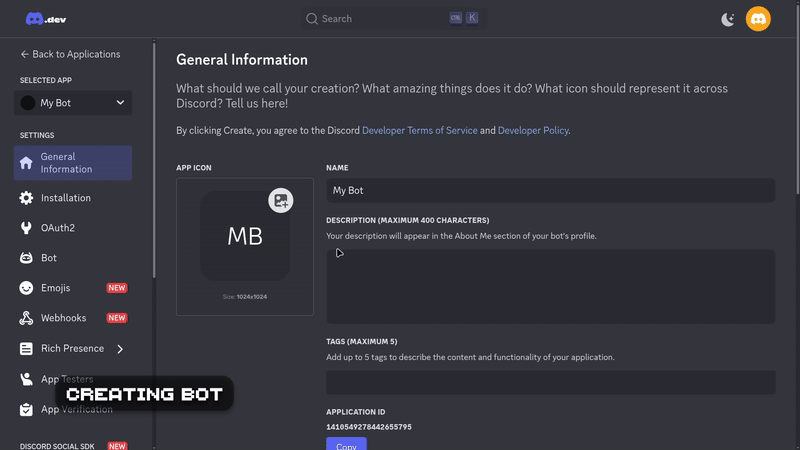 .dev
Search
CTRL
K
Back to Applications
SELECTED APP
My Bot
SETTINGS
General
Information
Installation
OAuth2
Bot
Emojis
NEW
Webhooks
NEW
Rich Presence
App Testers
App Verification
CREATING BOT
DISCORD SOCIAL SDK
NEW
General Information
What should we call your creation? What amazing things does it do? What icon should represent it across
Discord? Tell us here!
By clicking Create, you agree to the Discord Developer Terms of Service and Developer Policy.
APP ICON
MB
Size: 1024x1024
NAME
My Bot
DESCRIPTION (MAXIMUM 400 CHARACTERS)
Your description will appear in the About Me section of your bot's profile.
TAGS (MAXIMUM 5)
Add up to 5 tags to describe the content and functionality of your application.
APPLICATION ID
1410549278442655795
Copy